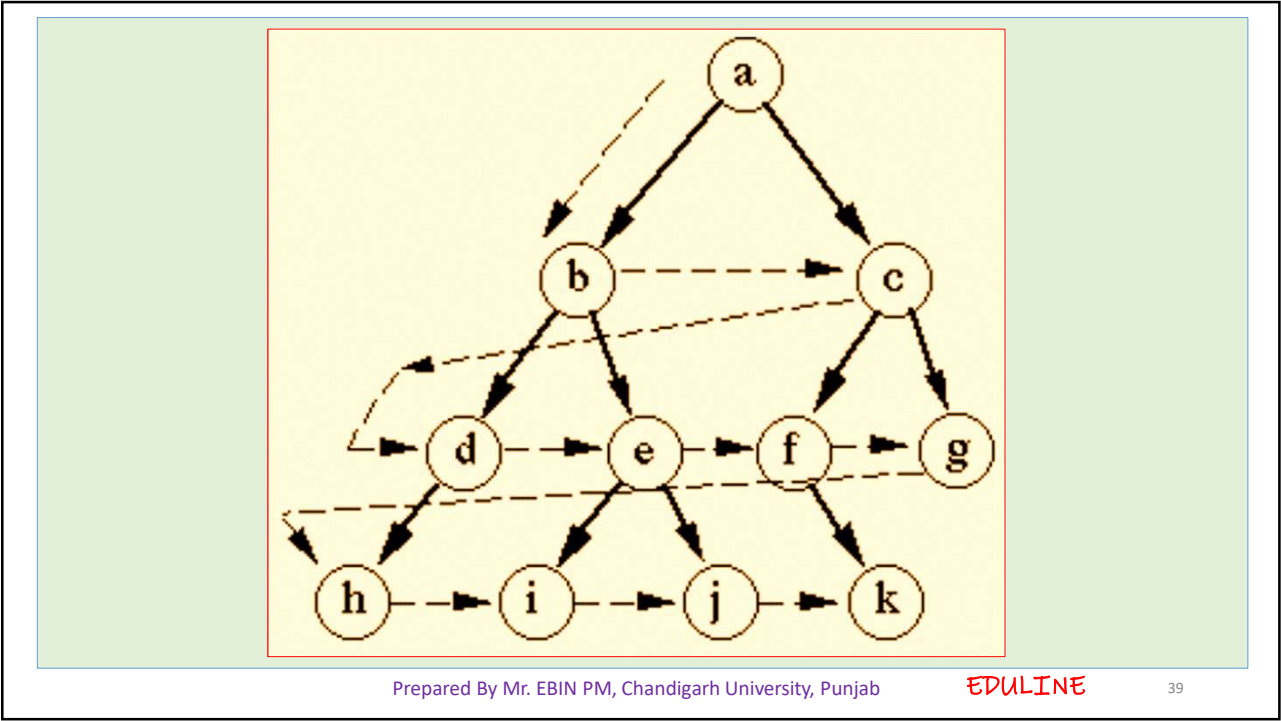 a
b c
d e f g
h i j k
Prepared By Mr. EBIN PM, Chandigarh University, Punjab EDULINE 39